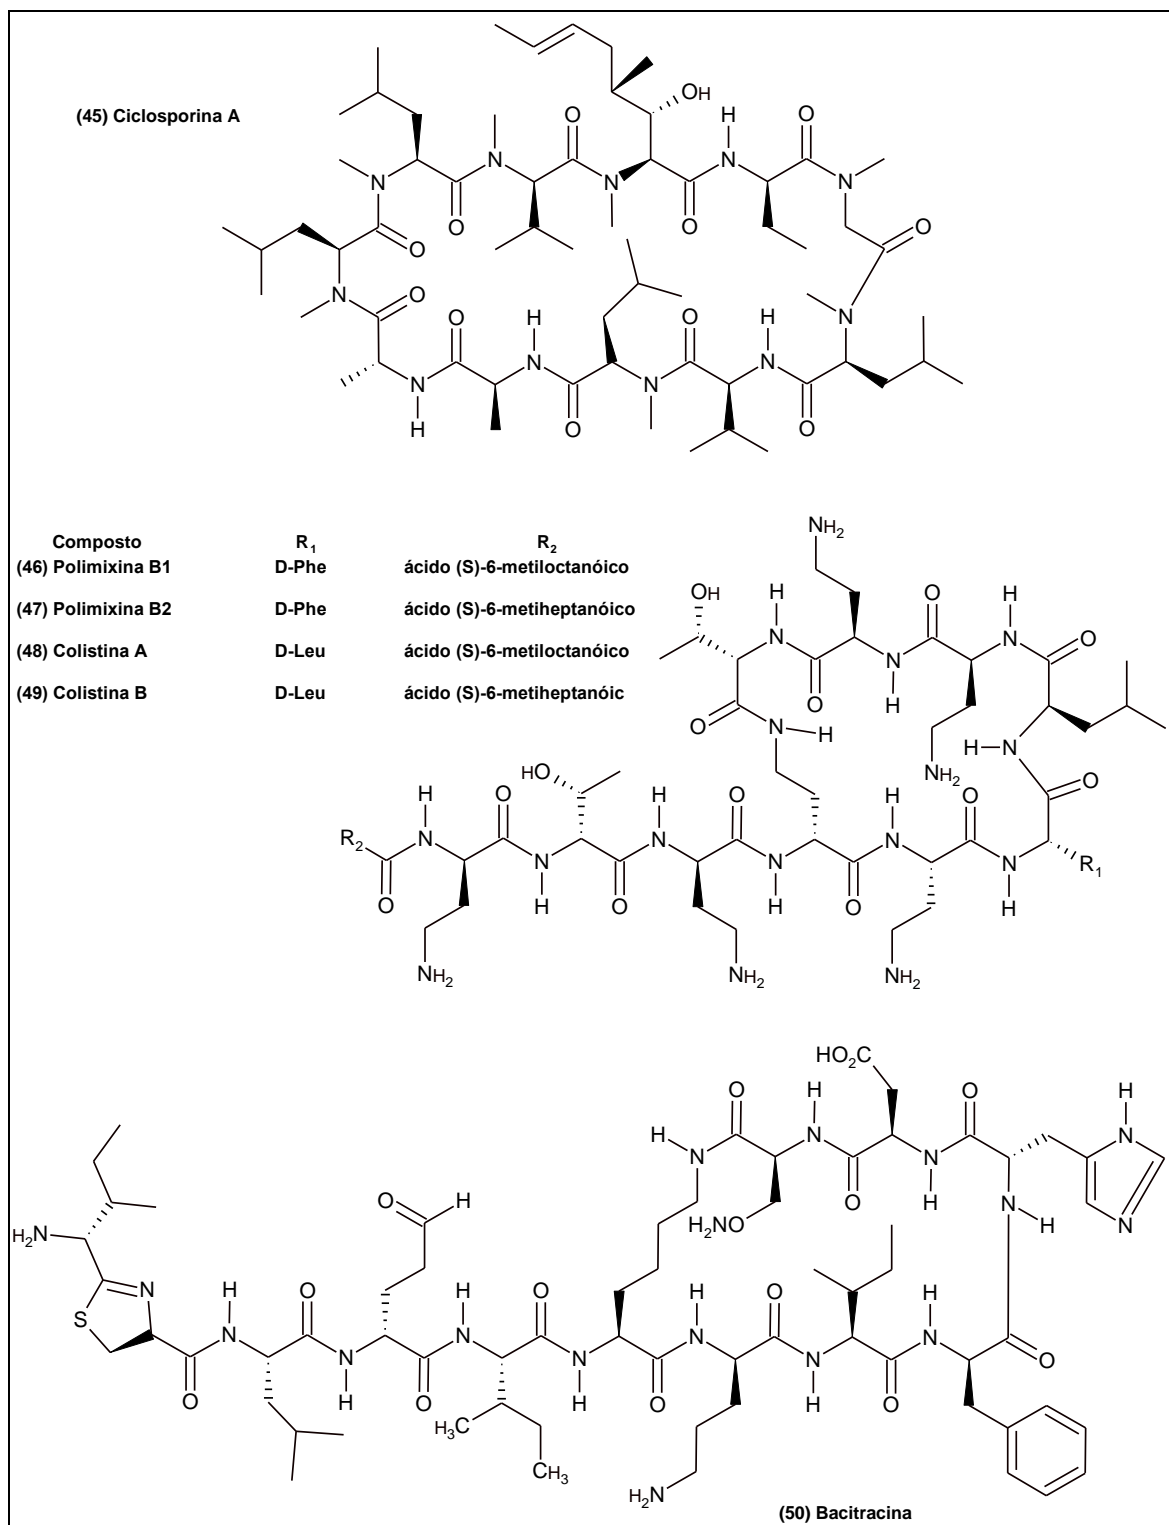 (45) Ciclosporina A
OH
H
O
O
N
O
N
N
N
N
N
O
O
O
O
O
N
O
O
H
O
H
N
N
N
N
N
O
O
H
Composto R1 R2
(46) Polimixina B1 D-Phe ácido (S)-6-metiloctanóico
(47) Polimixina B2 D-Phe ácido (S)-6-metiheptanóico
(48) Colistina A D-Leu ácido (S)-6-metiloctanóico
(49) Colistina B D-Leu ácido (S)-6-metiheptanóic
NH2
OH
H
O
H
N
N
O
N
O
H
O
N
H
H
N
NH2
HO
H
O
H
O
H
O
O
R2
N
N
N
N
N
N
R1
O
H
O
H
O
H
NH2
NH2
NH2
HO2C
O
H
O
H
H
N
N
N
N
O
H
H2NO
N
H
N
O
H
H2N
N
S
H
O
H
O
H
O
H
N
N
N
N
N
N
N
O
H
O
H
O
H
O
O
H3C
CH3
H2N
(50) Bacitracina